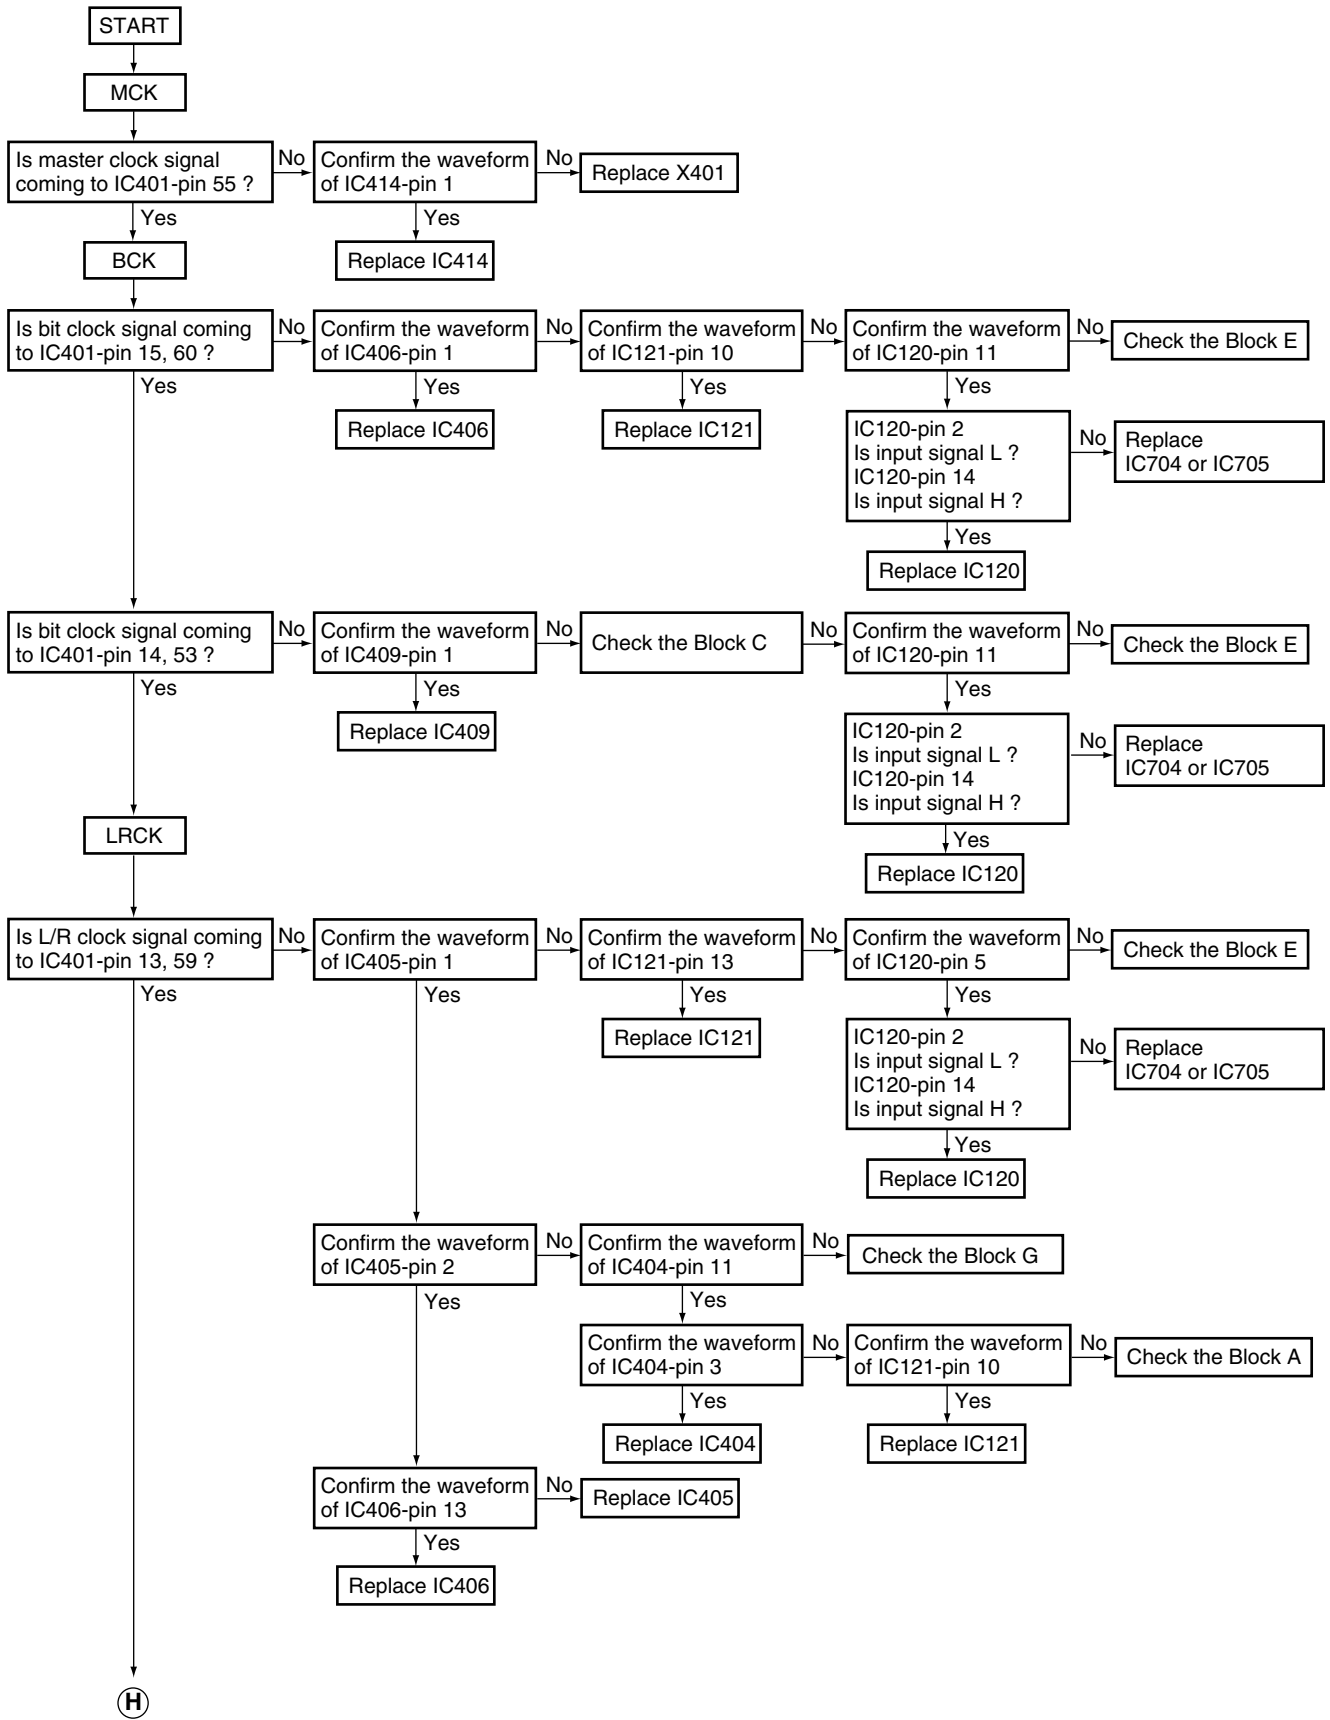 START
MCK
Is master clock signal
coming to IC401-pin 55 ?
No
Confirm the waveform
of IC414-pin 1
No
Replace X401
Yes
Yes
BCK
Replace IC414
Is bit clock signal coming
to IC401-pin 15, 60 ?
No
Confirm the waveform
of IC406-pin 1
No
Confirm the waveform
of IC121-pin 10
No
Confirm the waveform
of IC120-pin 11
No
Check the Block E
Yes
Yes
Yes
Yes
Replace IC406
Replace IC121
IC120-pin 2
Is input signal L ?
IC120-pin 14
Is input signal H ?
No
Replace
IC704 or IC705
Yes
Replace IC120
Is bit clock signal coming
to IC401-pin 14, 53 ?
No
Confirm the waveform
of IC409-pin 1
No
Check the Block C
No
Confirm the waveform
of IC120-pin 11
No
Check the Block E
Yes
Yes
Yes
Replace IC409
IC120-pin 2
Is input signal L ?
IC120-pin 14
Is input signal H ?
No
Replace
IC704 or IC705
Yes
LRCK
Replace IC120
Is L/R clock signal coming
to IC401-pin 13, 59 ?
No
Confirm the waveform
of IC405-pin 1
No
Confirm the waveform
of IC121-pin 13
No
Confirm the waveform
of IC120-pin 5
No
Check the Block E
Yes
Yes
Yes
Yes
Replace IC121
IC120-pin 2
Is input signal L ?
IC120-pin 14
Is input signal H ?
No
Replace
IC704 or IC705
Yes
Replace IC120
Confirm the waveform
of IC405-pin 2
No
Confirm the waveform
of IC404-pin 11
No
Check the Block G
Yes
Yes
Confirm the waveform
of IC404-pin 3
No
Confirm the waveform
of IC121-pin 10
No
Check the Block A
Yes
Yes
Replace IC404
Replace IC121
Confirm the waveform
of IC406-pin 13
No
Replace IC405
Yes
Replace IC406
H